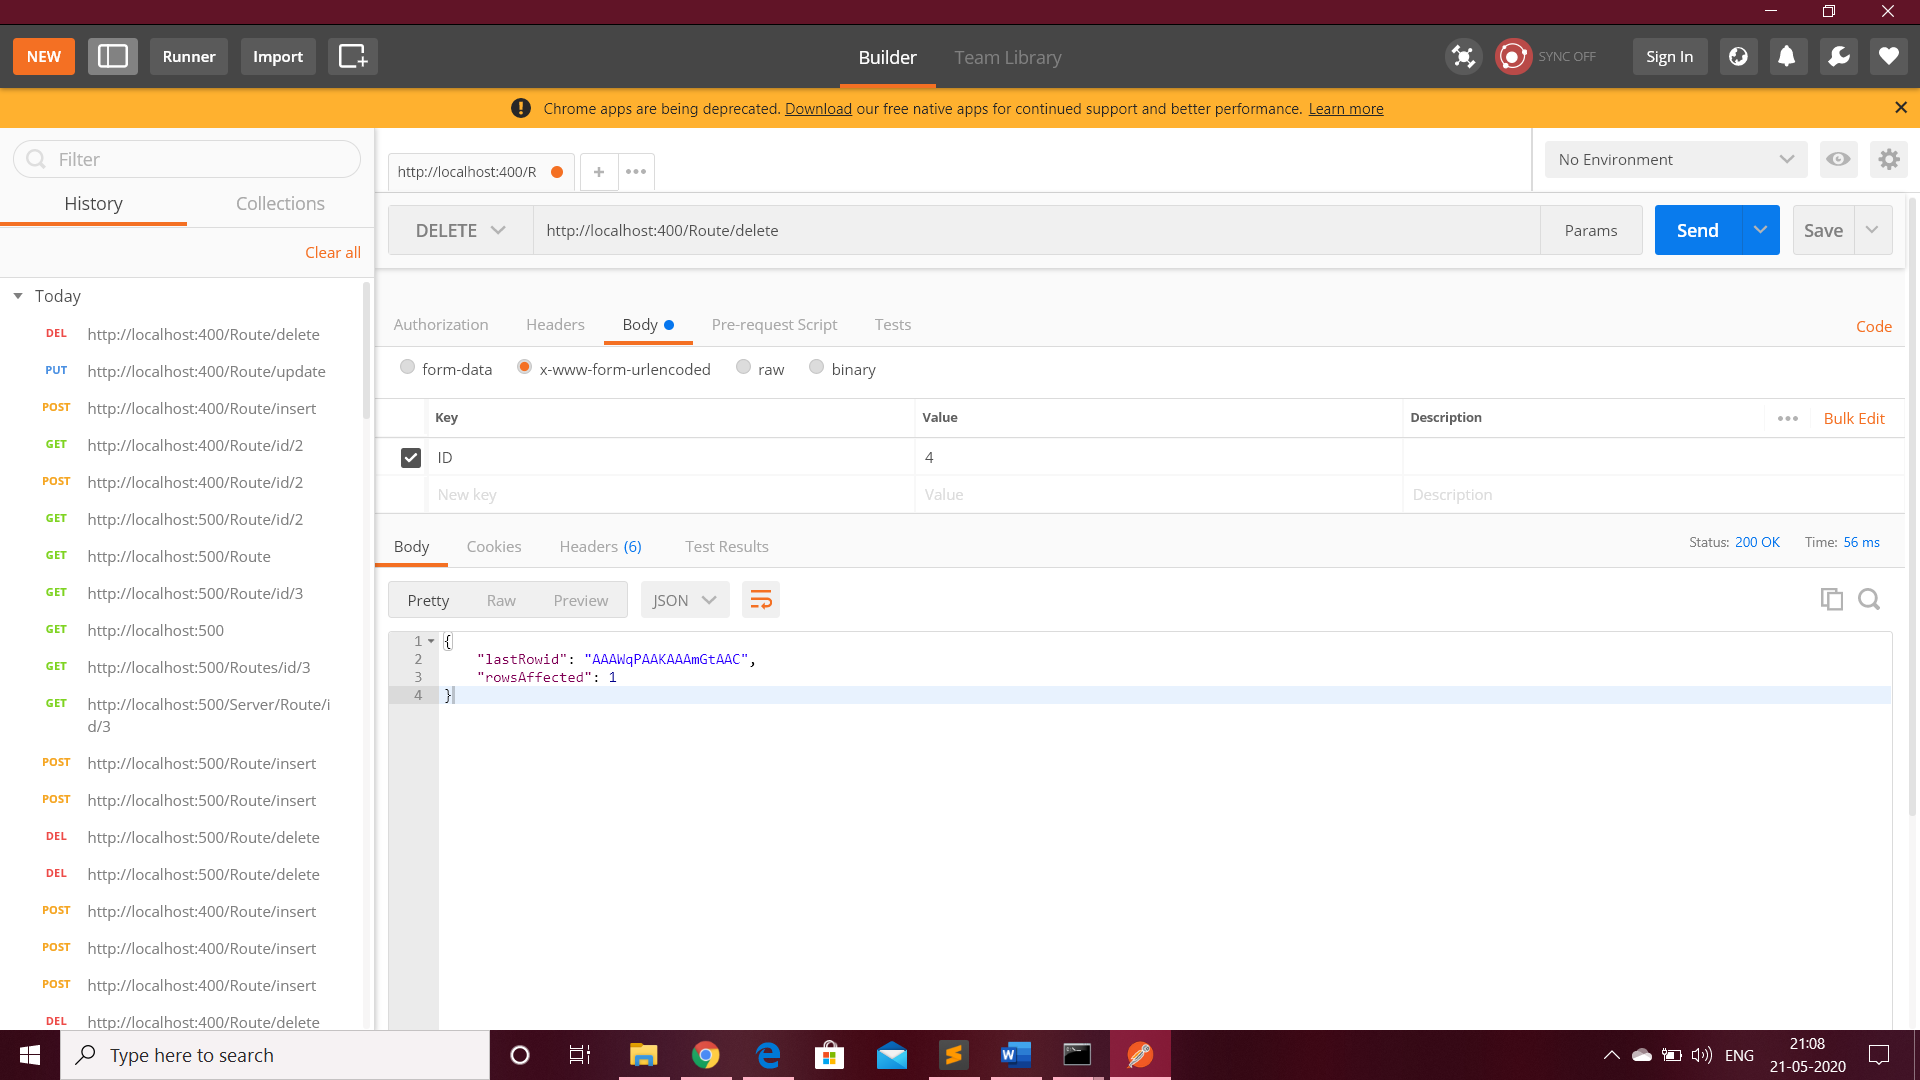 NEW
Runner
Import
Builder
Team Library
SYNC OFF
Sign In
Chrome apps are being deprecated. Download our free native apps for continued support and better performance. Learn more
Filter
History
Collections
Clear all
Today
DEL http://localhost:400/Route/delete
PUT http://localhost:400/Route/update
POST http://localhost:400/Route/insert
GET http://localhost:400/Route/id/2
POST http://localhost:400/Route/id/2
GET http://localhost:500/Route/id/2
GET http://localhost:500/Route
GET http://localhost:500/Route/id/3
GET http://localhost:500
GET http://localhost:500/Routes/id/3
GET http://localhost:500/Server/Route/i
d/3
POST http://localhost:500/Route/insert
POST http://localhost:500/Route/insert
DEL http://localhost:500/Route/delete
DEL http://localhost:500/Route/delete
POST http://localhost:400/Route/insert
POST http://localhost:400/Route/insert
POST http://localhost:400/Route/insert
DEL http://localhost:400/Route/delete
http://localhost:400/R
No Environment
DELETE
http://localhost:400/Route/delete
Params
Send
Save
Authorization
Headers
Body
Pre-request Script
Tests
Code
form-data
x-www-form-urlencoded
raw
binary
Key
Value
Description
Bulk Edit
ID
4
New key
Value
Description
Body
Cookies
Headers (6)
Test Results
Status: 200 OK
Time: 56 ms
Pretty
Raw
Preview
JSON
1 {
2 "lastRowid": "AAAWqPAAKAAAmGtAAC",
3 "rowsAffected": 1
4 }
Type here to search
ENG
21:08
21-05-2020